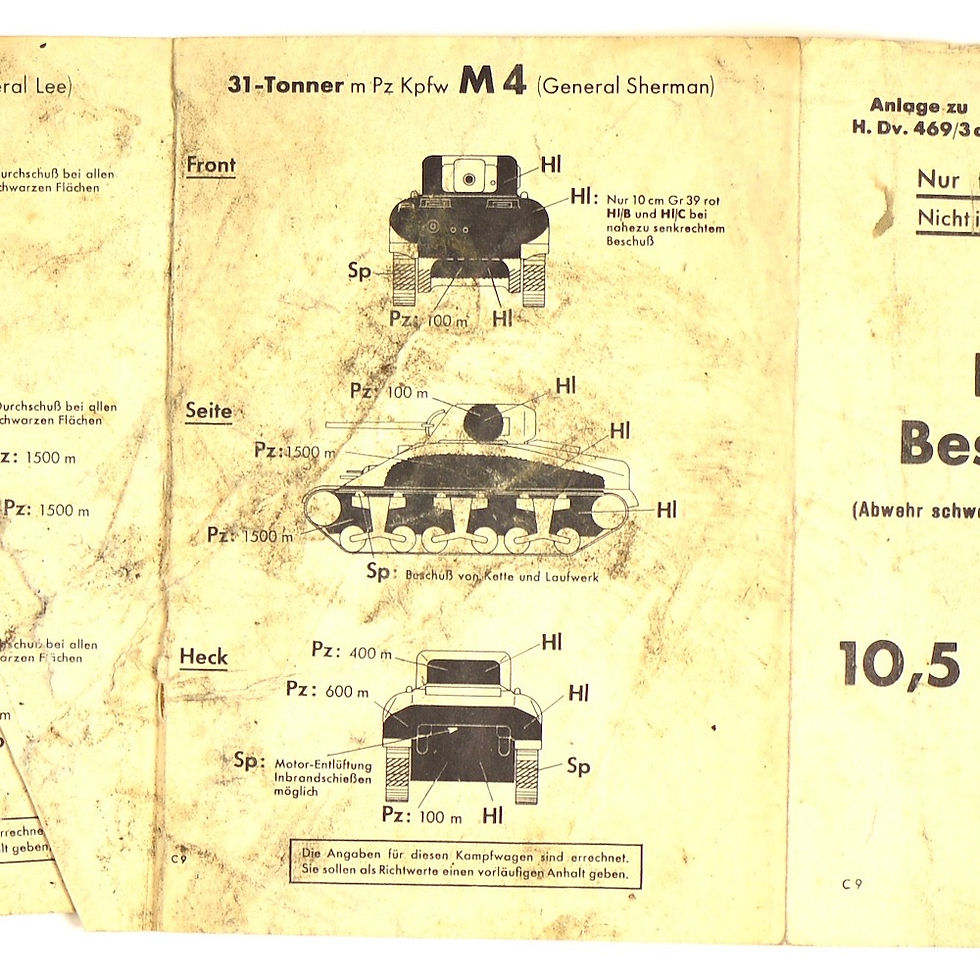 eral Lee)
urchschuß bei allen
chwarzen Flächen
Durchschuß bei allen
chwarzen Flächen
z: 1500 m
Pz: 1500 m
bei allen
arzen Flächen
m
errechne
lt geben.
31-Tonner m Pz Kpfw M 4 (General Sherman)
Front
Hl
Hl: Nur 10 cm Gr 39 rot
Hl/B und Hl/C bei
nahezu senkrechtem
Beschuß
Sp
Pz: 100 m Hl
Seite
Pz: 100 m Hl
Pz: 1500 m Hl
Hl
Pz: 1500 m
Sp: Beschuß von Kette und Laufwerk
Heck
Pz: 400 m Hl
Pz: 600 m Hl
Sp: Motor-Entlüftung
Inbrandschießen
möglich
Sp
Pz: 100 m Hl
Die Angaben für diesen Kampfwagen sind errechnet.
Sie sollen als Richtwerte einen vorläufigen Anhalt geben.
C 9
Anlage zu
H. Dv. 469/3
Nur
Nicht i
Bes
(Abwehr schwe
10,5
C 9